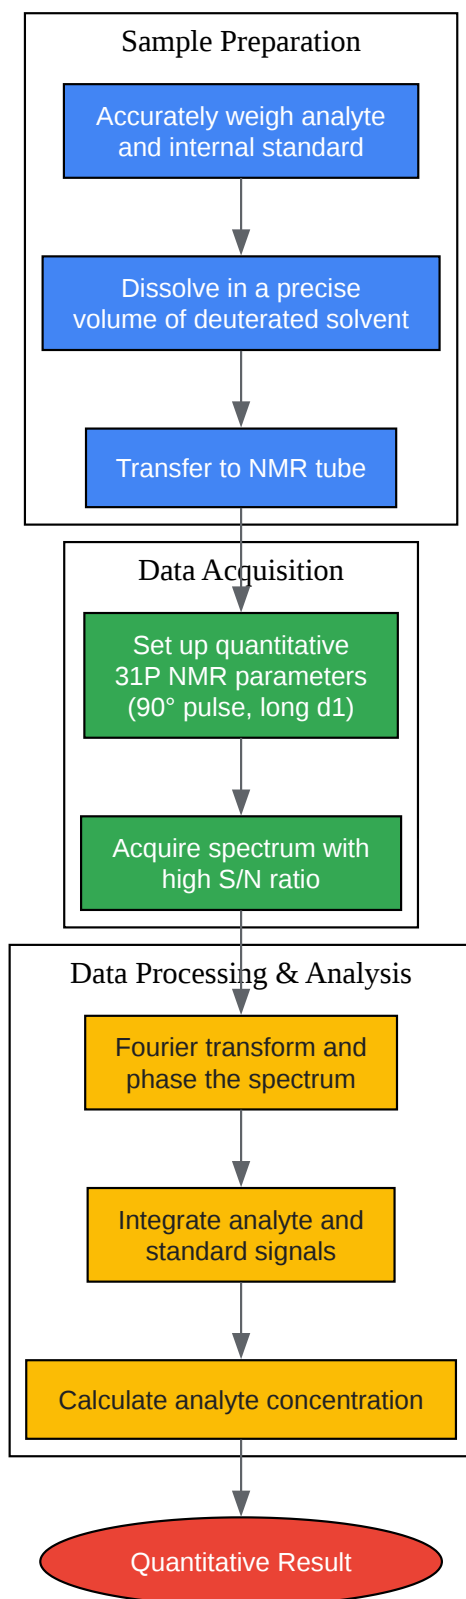 Sample Preparation
Accurately weigh analyte
and internal standard
Dissolve in a precise
volume of deuterated solvent
Transfer to NMR tube
Data Acquisition
Set up quantitative
31P NMR parameters
(90° pulse, long d1)
Acquire spectrum with
high S/N ratio
Data Processing & Analysis
Fourier transform and
phase the spectrum
Integrate analyte and
standard signals
Calculate analyte concentration
Quantitative Result